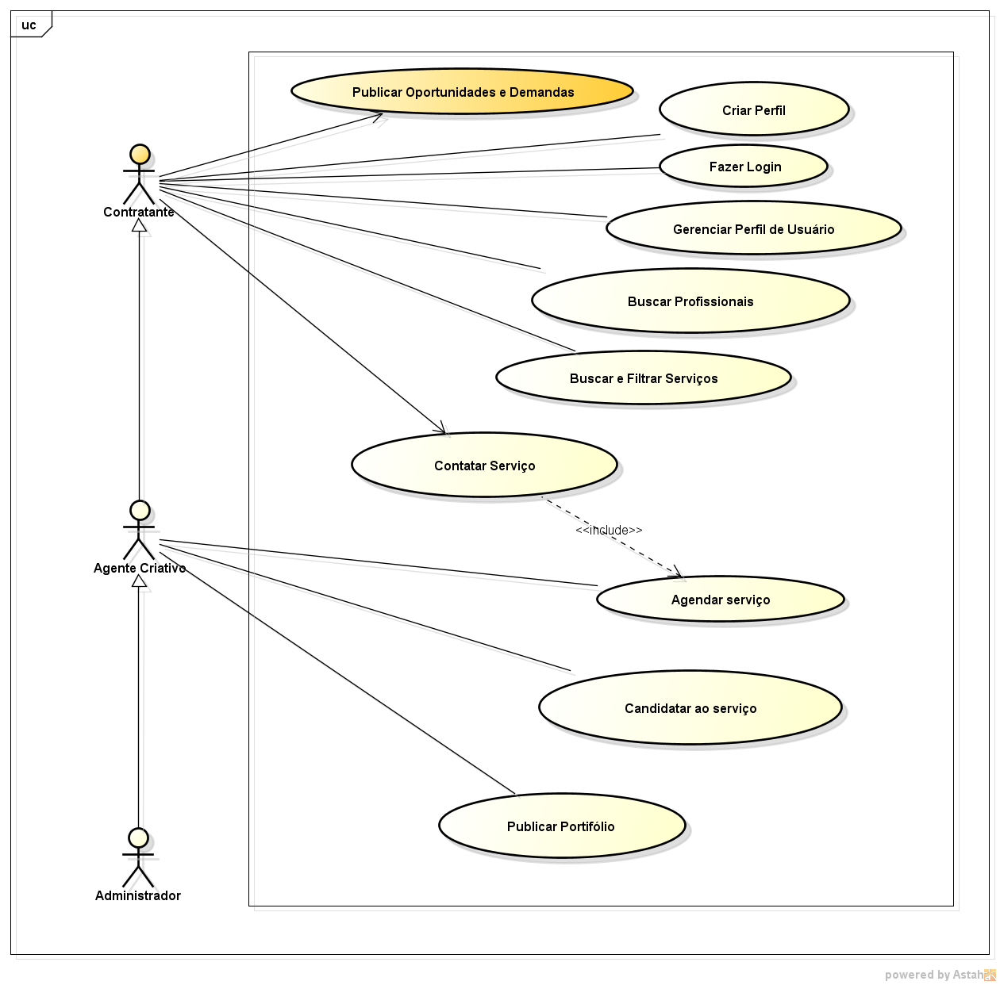 uc
Publicar Oportunidades e Demandas
Criar Perfil
Fazer Login
Contratante
Gerenciar Perfil de Usuário
Buscar Profissionais
Buscar e Filtrar Serviços
Contatar Serviço
<<include>>
Agente Criativo
Agendar serviço
Candidatar ao serviço
Publicar Portifólio
Administrador
powered by Astah